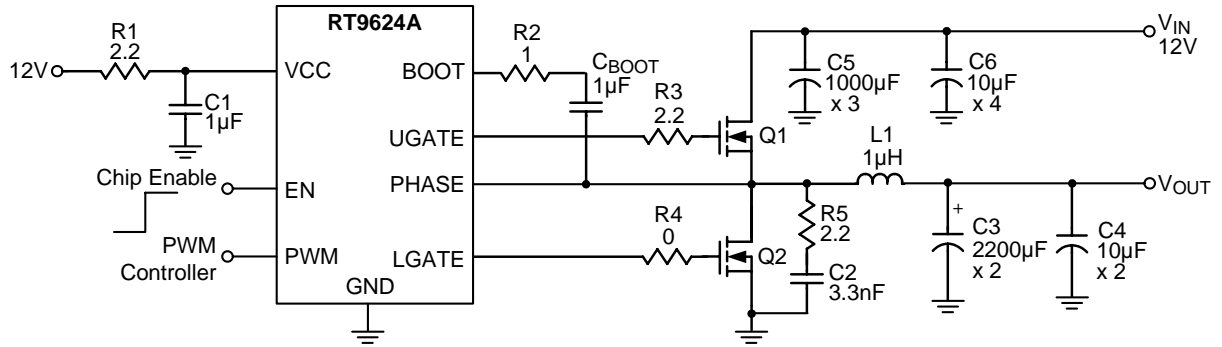 RT9624A
R1
2.2
12V
VCC
C1
1µF
Chip Enable
EN
PWM
Controller
PWM
GND
BOOT
UGATE
PHASE
LGATE
R2
1
CBOOT
1µF
R3
2.2
Q1
R4
0
Q2
C5
1000µF
x 3
C6
10µF
x 4
VIN
12V
L1
1µH
R5
2.2
C2
3.3nF
+
C3
2200µF
x 2
C4
10µF
x 2
VOUT